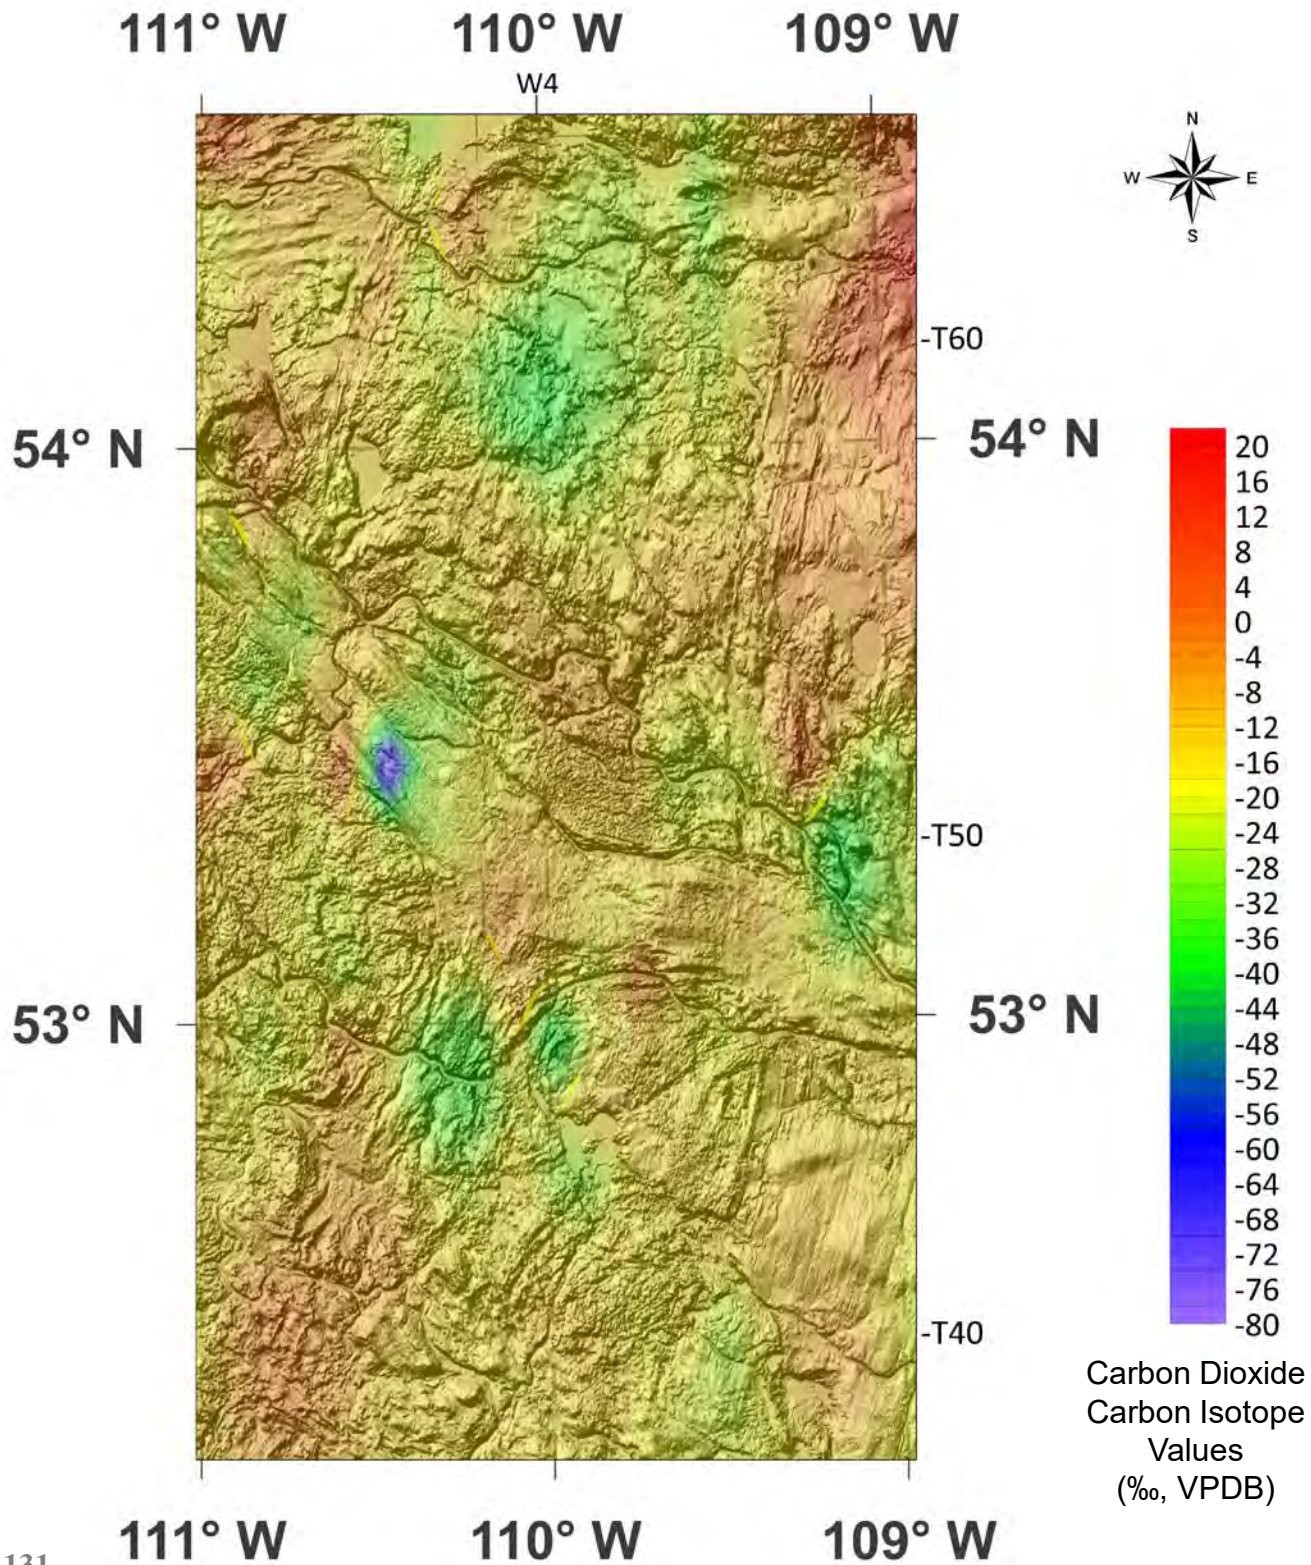 111° W 110° W 109° W
W4
N
W E
S
-T60
54° N 54° N
20
16
12
8
4
0
-4
-8
-12
-16
-20
-24
-28
-32
-36
-40
-44
-48
-52
-56
-60
-64
-68
-72
-76
-80
-T50
53° N 53° N
-T40
Carbon Dioxide
Carbon Isotope
Values
(‰, VPDB)
111° W 110° W 109° W
131